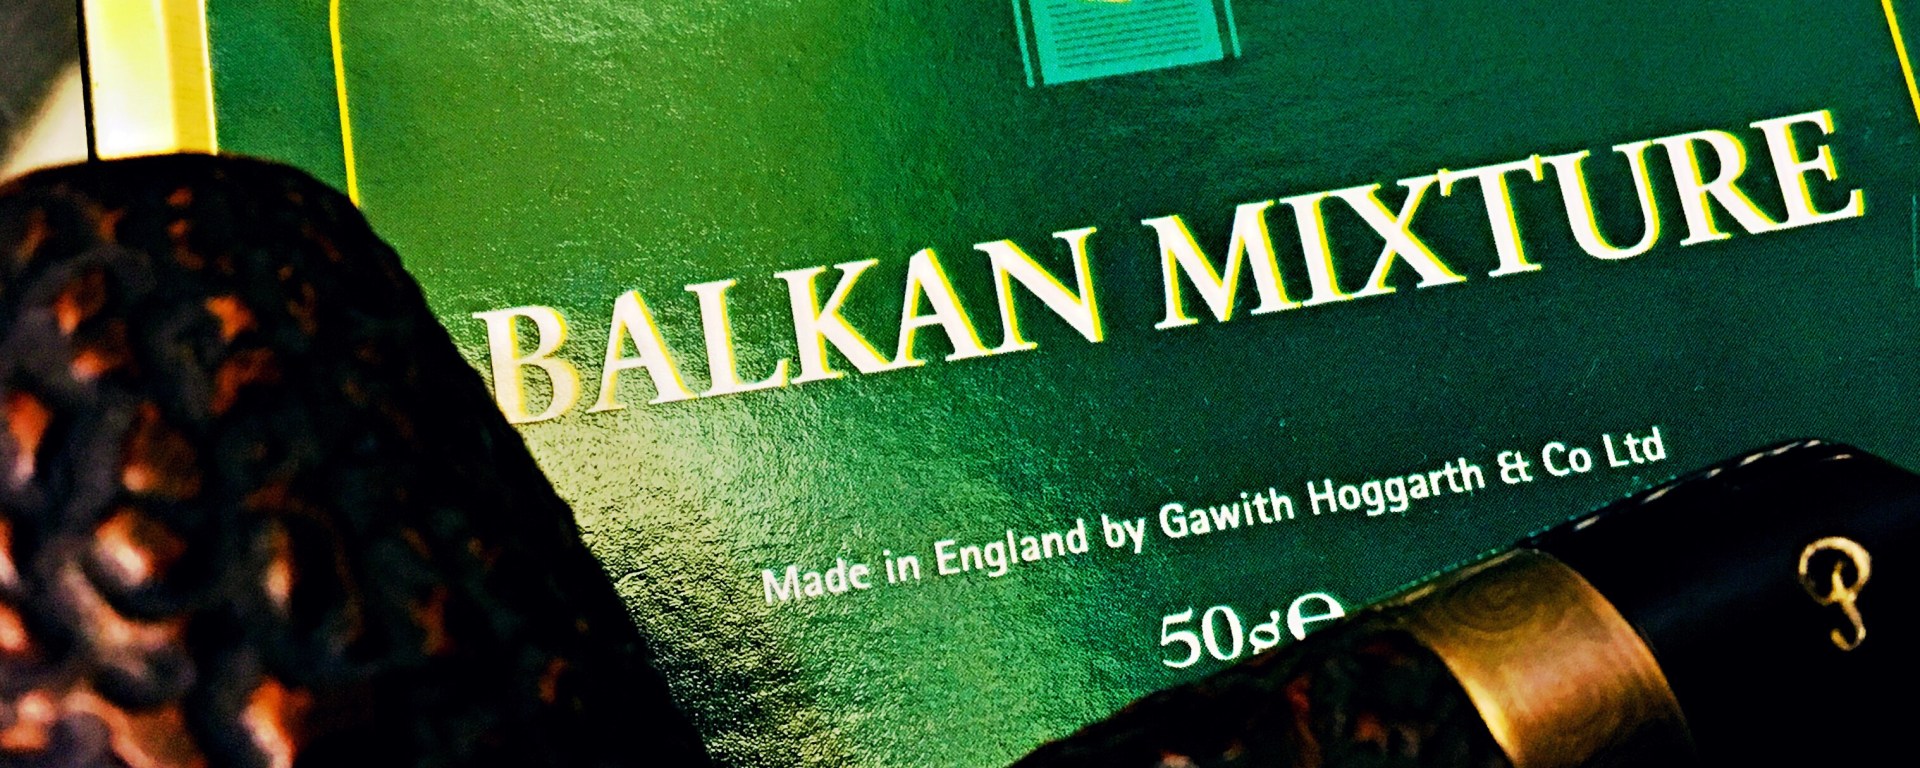 BALKAN MIXTURE
Made in England by Gawith Hoggarth & Co Ltd
50g℮